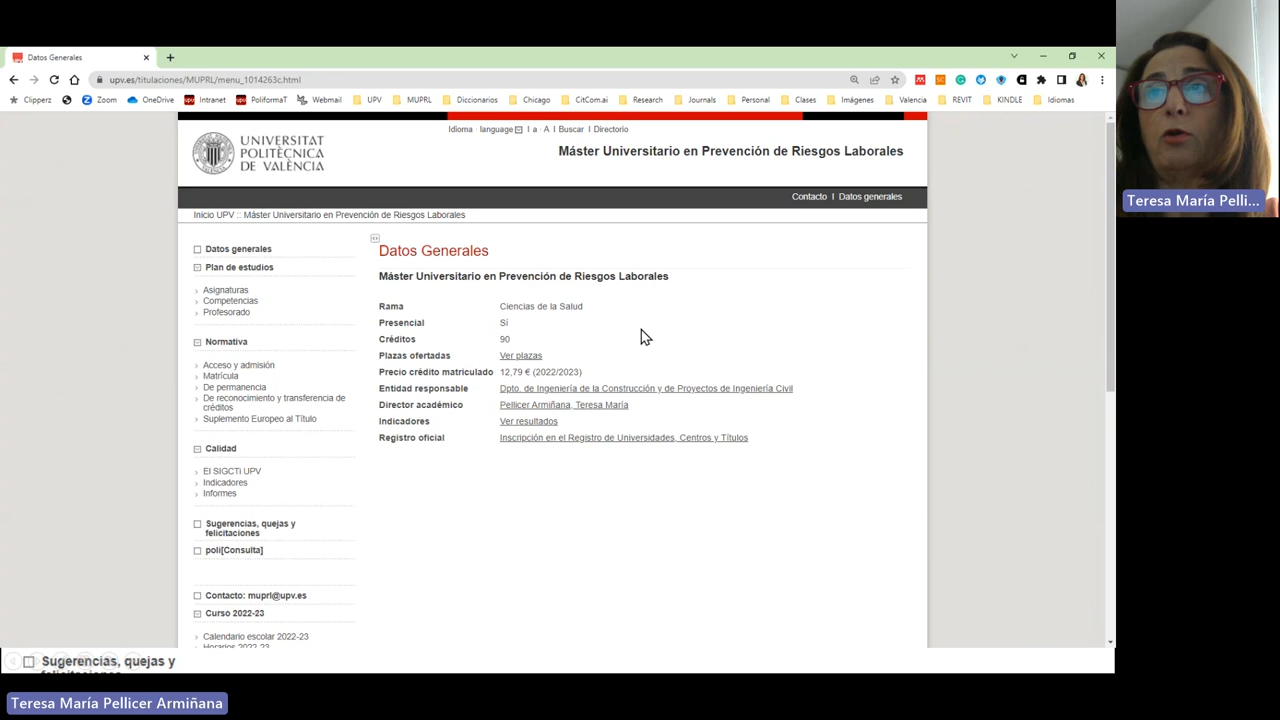 Datos Generales
upv.es/titulaciones/MUPRL/menu_1014263c.html
Clipperz Zoom OneDrive Intranet PoliformaT Webmail UPV MUPRL Diccionarios Chicago CitCom.ai Research Journals Personal Clases Imágenes Valencia REVIT KINDLE Idiomas
Idioma · language | a · A | Buscar | Directorio
UNIVERSITAT
POLITÈCNICA
DE VALÈNCIA
Máster Universitario en Prevención de Riesgos Laborales
Contacto | Datos generales
Inicio UPV :: Máster Universitario en Prevención de Riesgos Laborales
Datos generales
Plan de estudios
Asignaturas
Competencias
Profesorado
Normativa
Acceso y admisión
Matrícula
De permanencia
De reconocimiento y transferencia de
créditos
Suplemento Europeo al Título
Calidad
El SIGCTi UPV
Indicadores
Informes
Sugerencias, quejas y
felicitaciones
poli[Consulta]
Contacto: muprl@upv.es
Curso 2022-23
Calendario escolar 2022-23
Horarios 2022-23
Datos Generales
Máster Universitario en Prevención de Riesgos Laborales
Rama Ciencias de la Salud
Presencial Sí
Créditos 90
Plazas ofertadas Ver plazas
Precio crédito matriculado 12,79 € (2022/2023)
Entidad responsable Dpto. de Ingeniería de la Construcción y de Proyectos de Ingeniería Civil
Director académico Pellicer Armiñana, Teresa María
Indicadores Ver resultados
Registro oficial Inscripción en el Registro de Universidades, Centros y Títulos
Teresa María Pelli...
Sugerencias, quejas y
felicitaciones
Teresa María Pellicer Armiñana